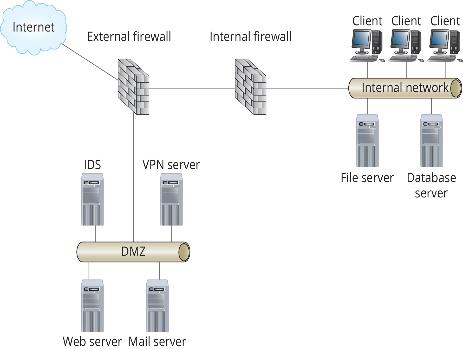 Internet
External firewall
Internal firewall
Client
Client
Client
Internal network
File server
Database
server
IDS
VPN server
DMZ
Web server
Mail server